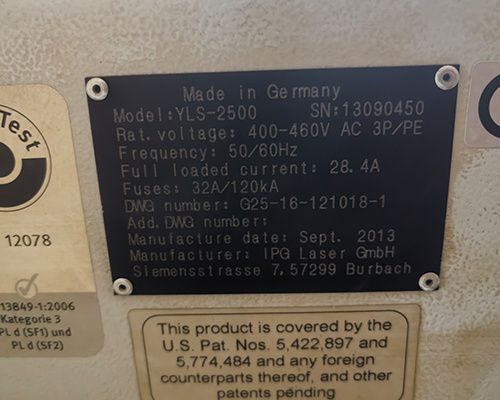 Made in Germany
Model:YLS-2500 SN:13090450
Rat. voltage: 400-460V AC 3P/PE
Frequency: 50/60Hz
Full loaded current: 28.4A
Fuses: 32A/120kA
DWG number: G25-16-121018-1
Add. DWG number:
Manufacture date: Sept. 2013
Manufacturer: IPG Laser GmbH
Siemensstrasse 7,57299 Burbach
Test
12078
13849-1:2006
Kategorie 3
PL d (SF1) und
PL d (SF2)
This product is covered by the
U.S. Pat. Nos. 5,422,897 and
5,774,484 and any foreign
counterparts thereof, and other
patents pending